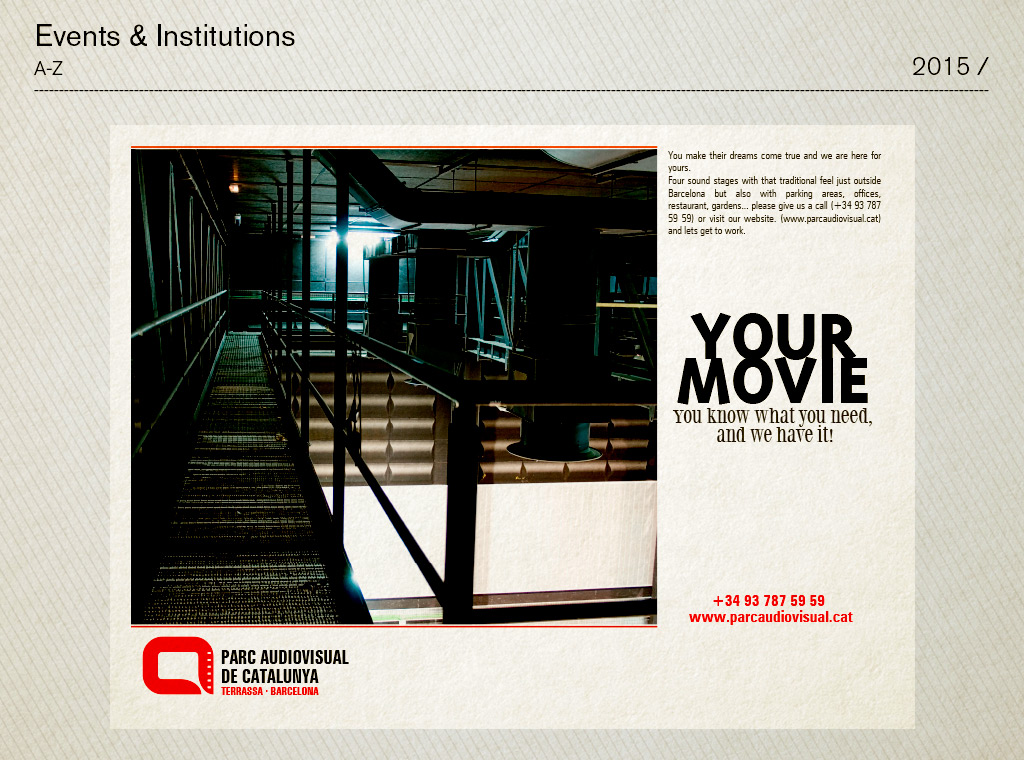 Events & Institutions
A-Z
2015 /
You make their dreams come true and we are here for
yours.
Four sound stages with that traditional feel just outside
Barcelona but also with parking areas, offices,
restaurant, gardens... please give us a call (+34 93 787
59 59) or visit our website. (www.parcaudiovisual.cat)
and lets get to work.
YOUR
MOVIE
you know what you need,
and we have it!
+34 93 787 59 59
www.parcaudiovisual.cat
PARC AUDIOVISUAL
DE CATALUNYA
TERRASSA · BARCELONA